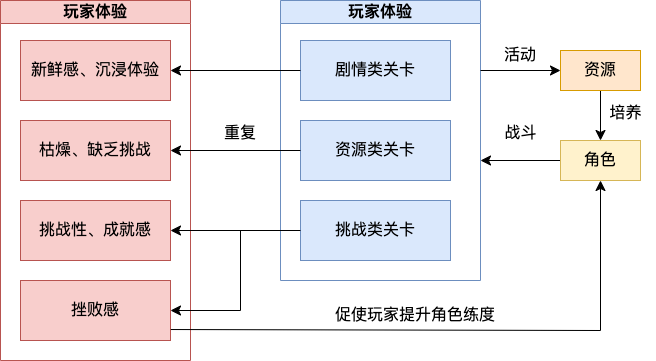 玩家体验
玩家体验
新鲜感、沉浸体验
剧情类关卡
活动
资源
培养
枯燥、缺乏挑战
重复
资源类关卡
战斗
角色
挑战性、成就感
挑战类关卡
挫败感
促使玩家提升角色练度